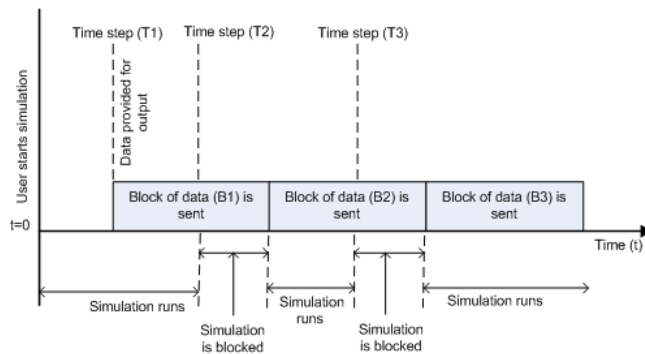 Time step (T1)
Time step (T2)
Time step (T3)
User starts simulation
Data provided for
output
Block of data (B1) is
sent
Block of data (B2) is
sent
Block of data (B3) is
sent
t=0
Time (t)
Simulation runs
Simulation
is blocked
Simulation
runs
Simulation
is blocked
Simulation runs